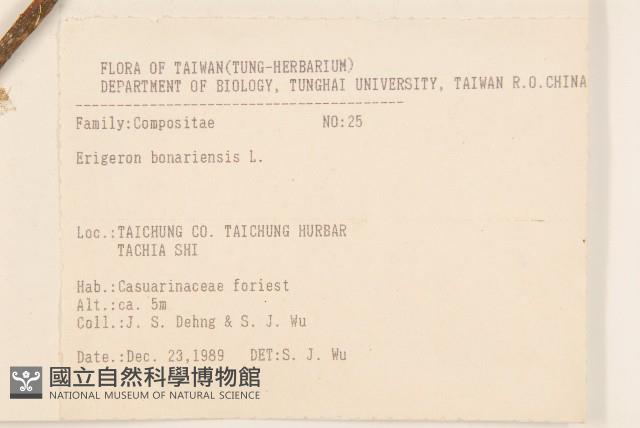 FLORA OF TAIWAN(TUNG-HERBARIUM)
DEPARTMENT OF BIOLOGY, TUNGHAI UNIVERSITY, TAIWAN R.O.CHINA
----------------------------------------
Family:Compositae NO:25
Erigeron bonariensis L.
Loc.:TAICHUNG CO. TAICHUNG HURBAR
TACHIA SHI
Hab.:Casuarinaceae foriest
Alt.:ca. 5m
Coll.:J. S. Dehng & S. J. Wu
Date.:Dec. 23,1989 DET:S. J. Wu
國立自然科學博物館
NATIONAL MUSEUM OF NATURAL SCIENCE